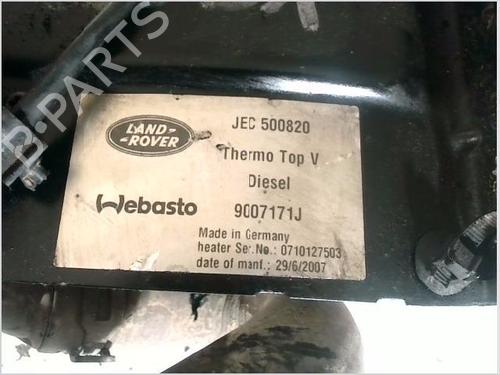 B-PARTS
LAND-
ROVER
JEC 500820
Thermo Top V
Diesel
Webasto
9007171J
Made in Germany
heater Ser.No.: 0710127503
date of manf.: 29/6/2007